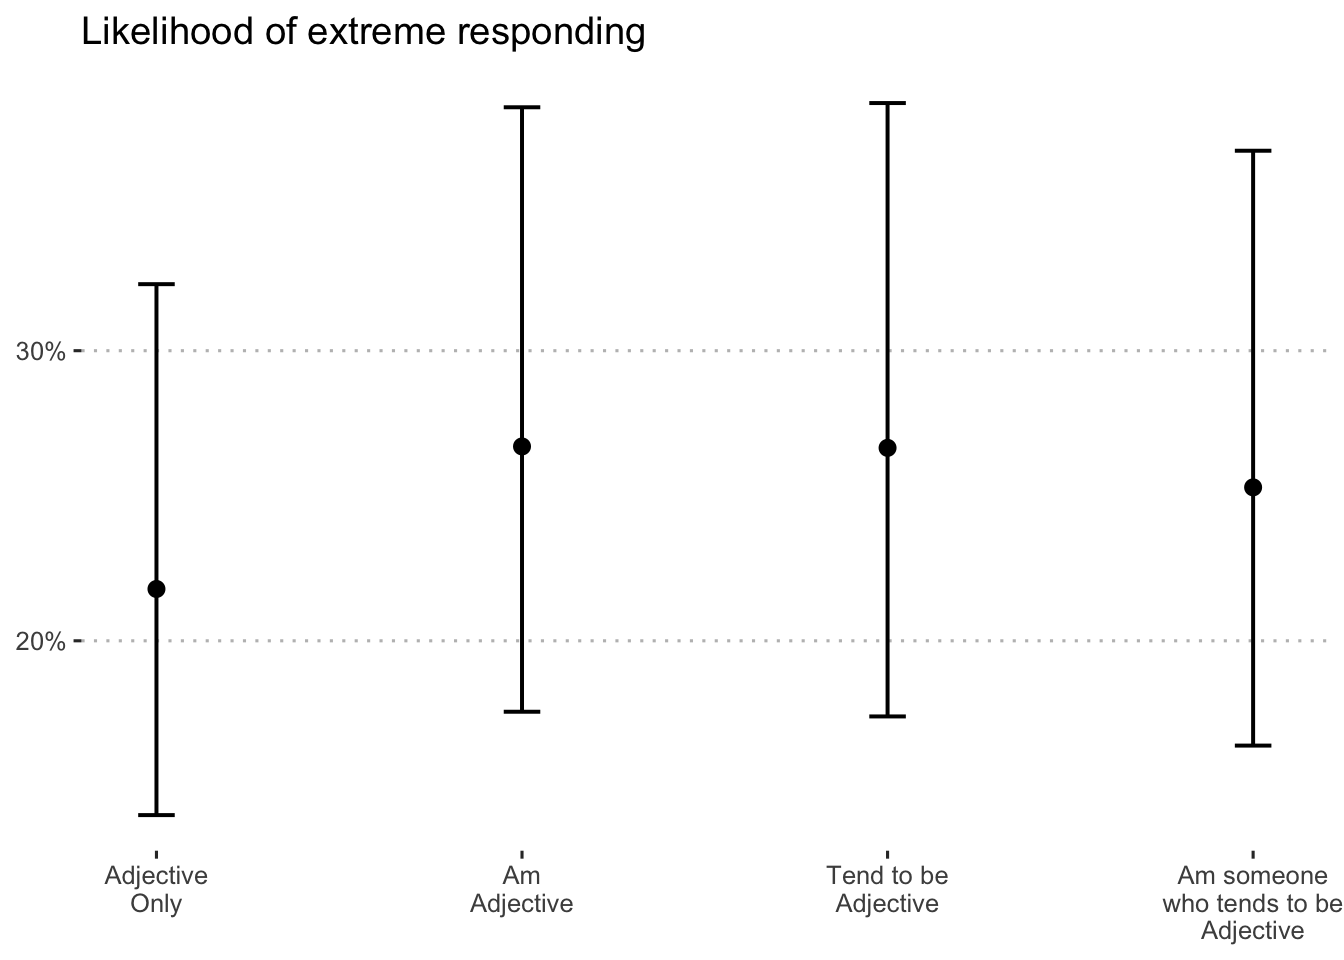 Likelihood of extreme responding
30%
20%
Adjective
Only
Am
Adjective
Tend to be
Adjective
Am someone
who tends to be
Adjective